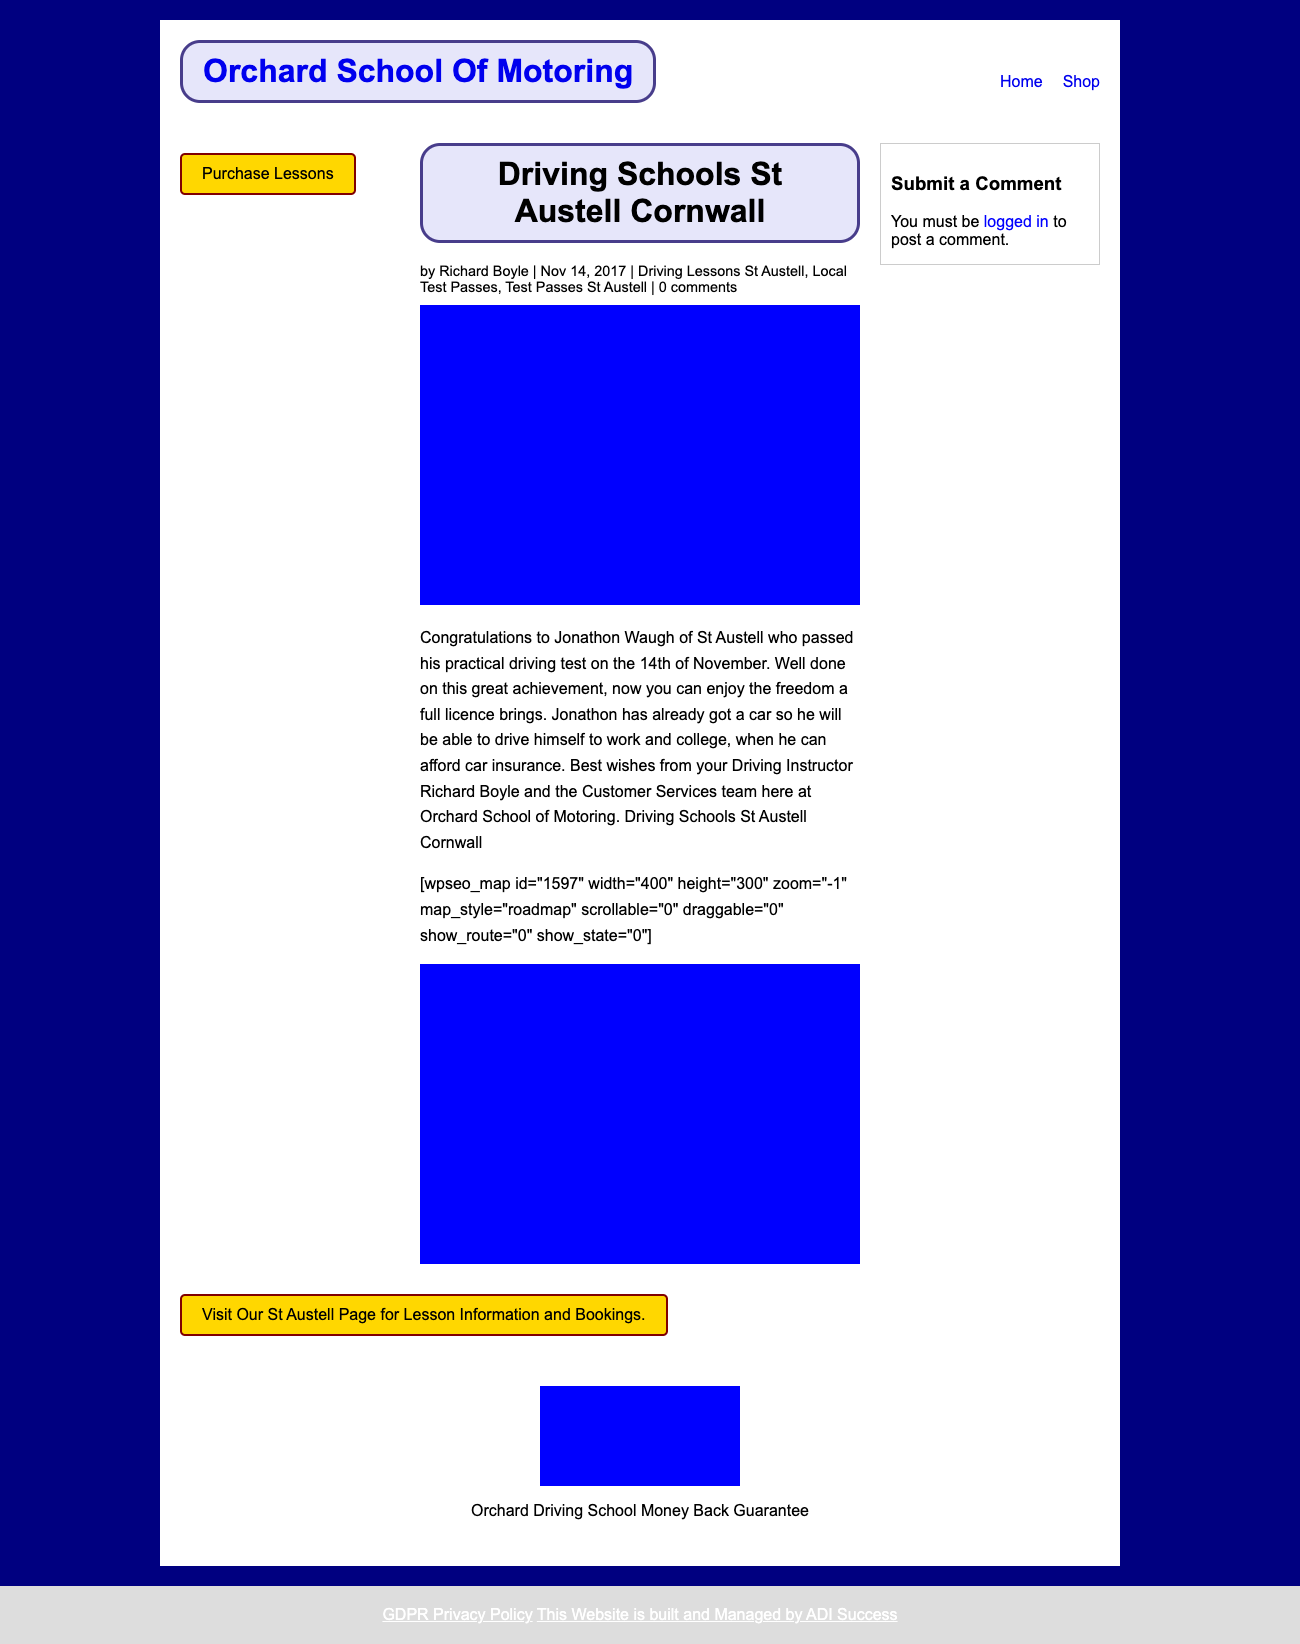 Orchard School Of Motoring
Home Shop
Purchase Lessons
Driving Schools St
Austell Cornwall
by Richard Boyle | Nov 14, 2017 | Driving Lessons St Austell, Local
Test Passes, Test Passes St Austell | 0 comments
Congratulations to Jonathon Waugh of St Austell who passed
his practical driving test on the 14th of November. Well done
on this great achievement, now you can enjoy the freedom a
full licence brings. Jonathon has already got a car so he will
be able to drive himself to work and college, when he can
afford car insurance. Best wishes from your Driving Instructor
Richard Boyle and the Customer Services team here at
Orchard School of Motoring. Driving Schools St Austell
Cornwall
[wpseo_map id="1597" width="400" height="300" zoom="-1"
map_style="roadmap" scrollable="0" draggable="0"
show_route="0" show_state="0"]
Submit a Comment
You must be logged in to
post a comment.
Visit Our St Austell Page for Lesson Information and Bookings.
Orchard Driving School Money Back Guarantee
GDPR Privacy Policy This Website is built and Managed by ADI Success